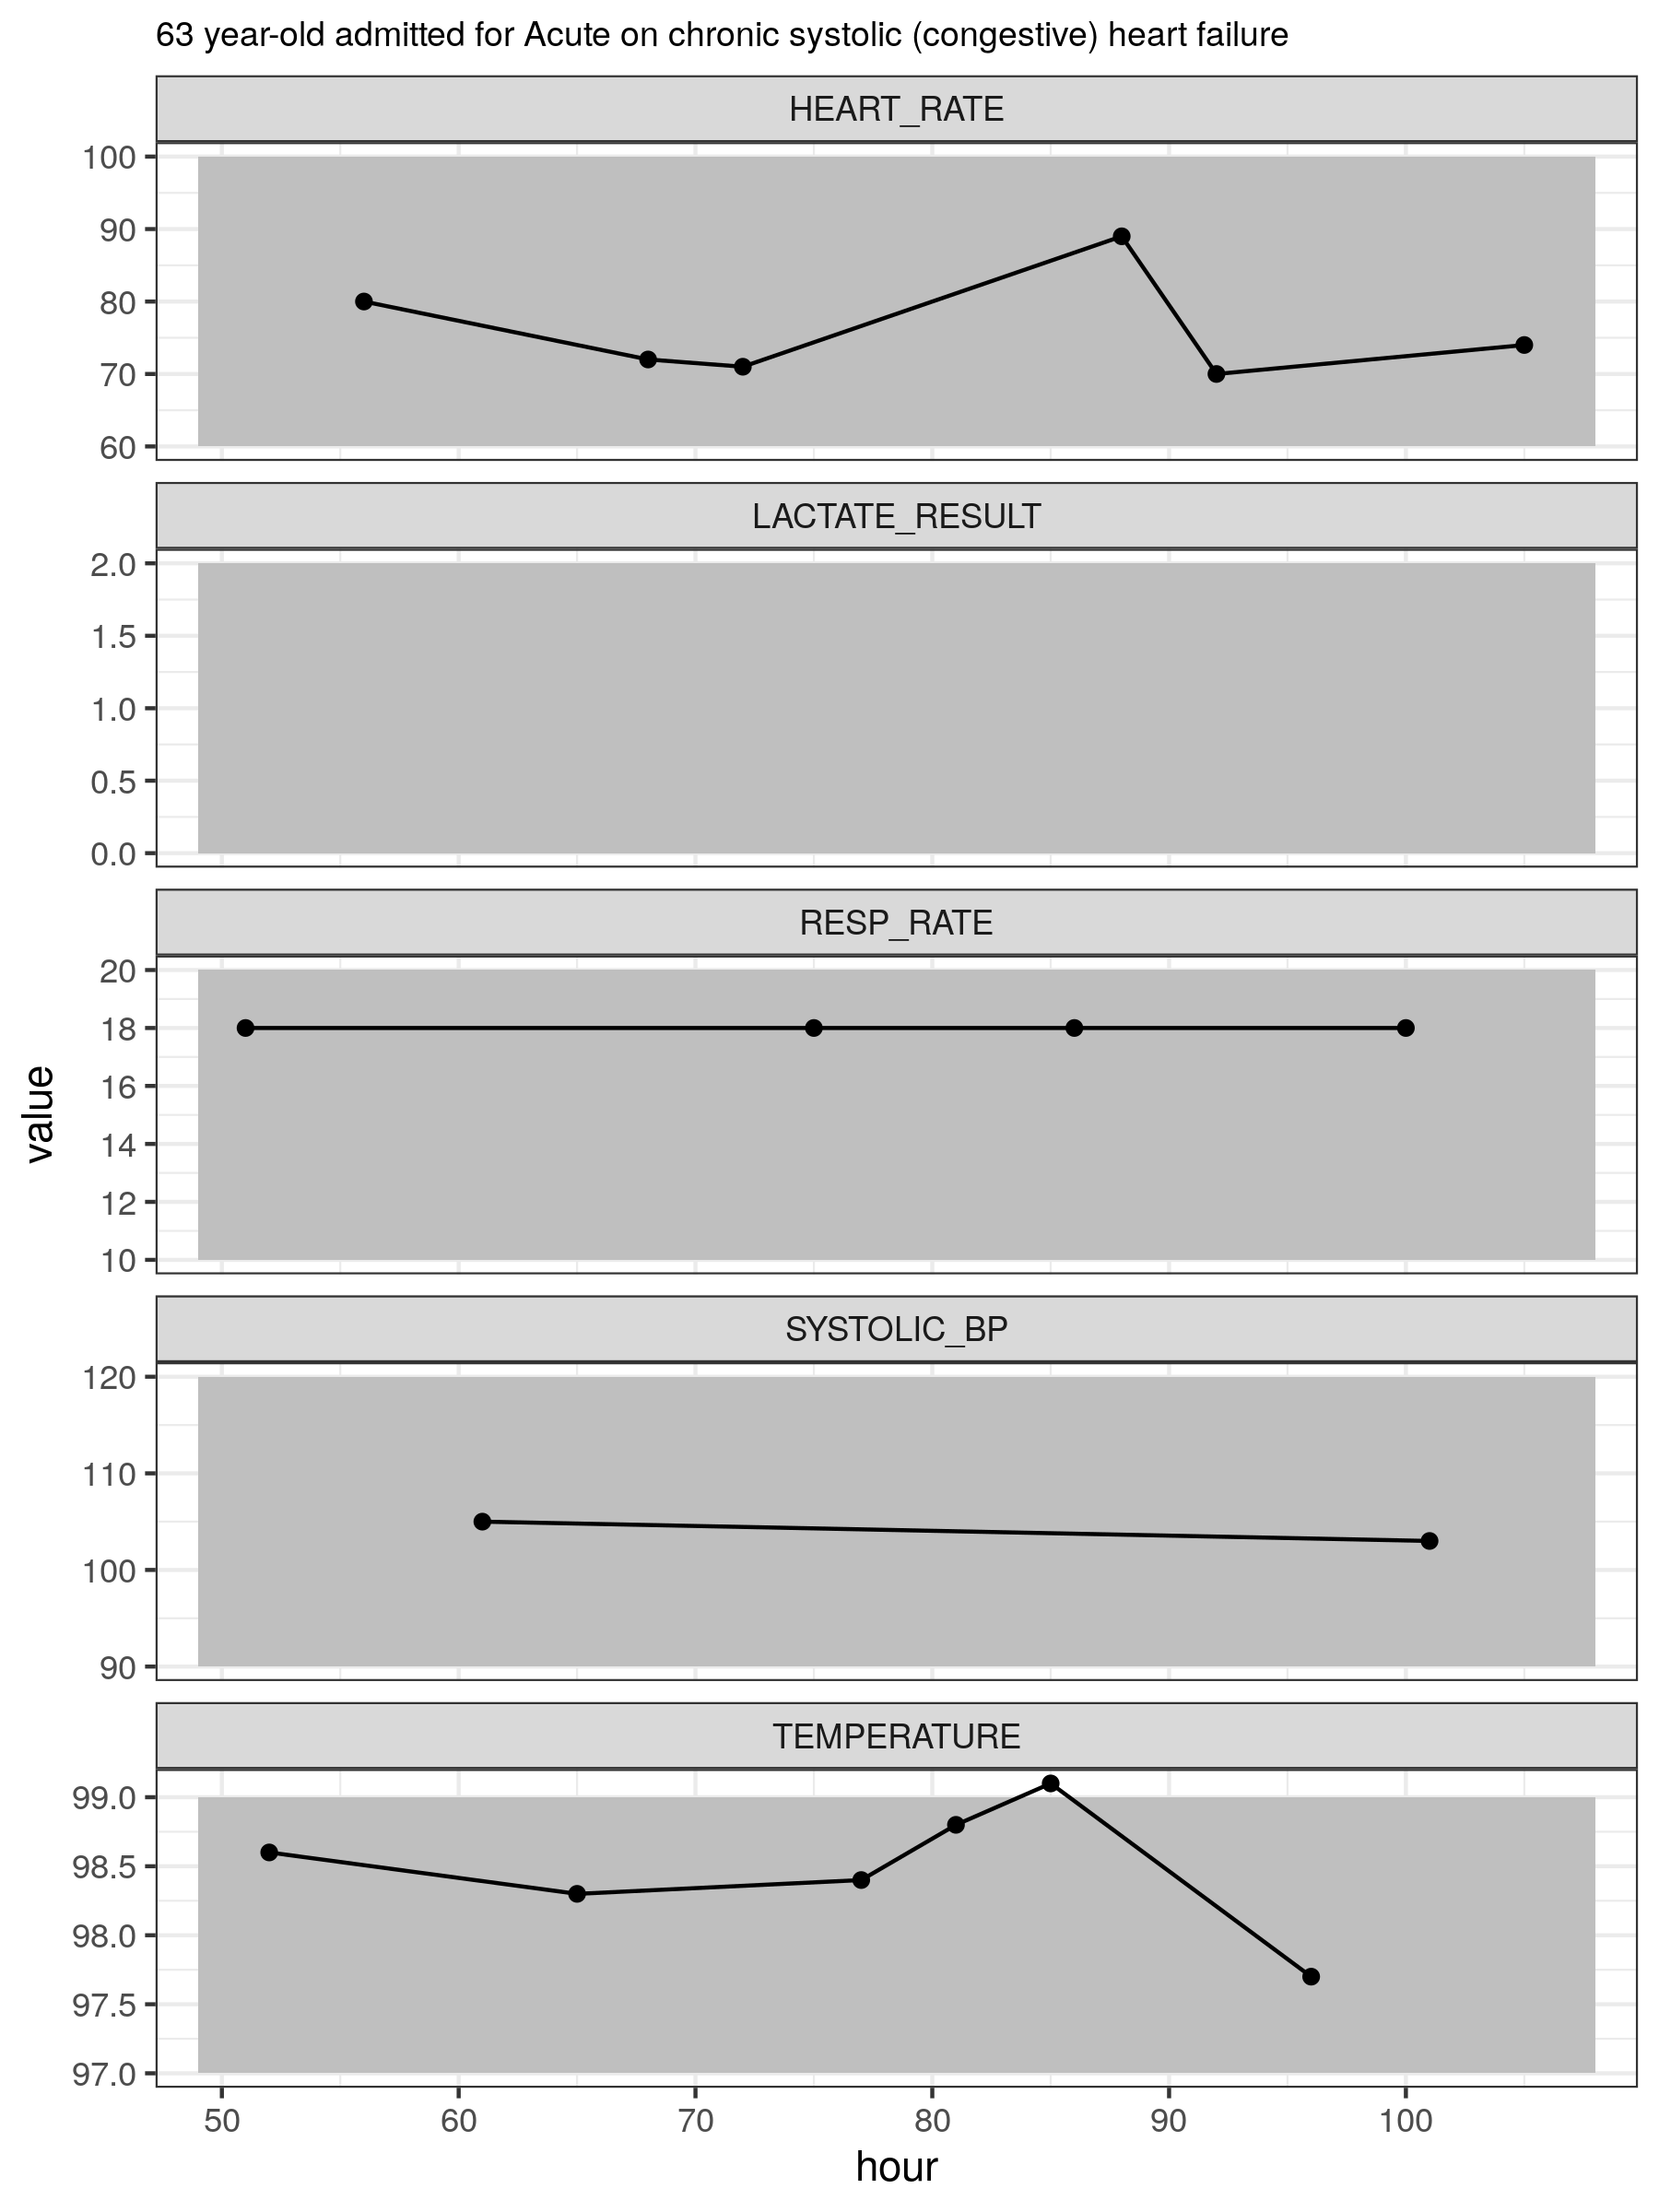 63 year-old admitted for Acute on chronic systolic (congestive) heart failure
HEART_RATE
100
90
80
70
60
LACTATE_RESULT
2.0
1.5
1.0
0.5
0.0
RESP_RATE
20
18
16
14
12
10
value
SYSTOLIC_BP
120
110
100
90
TEMPERATURE
99.0
98.5
98.0
97.5
97.0
50 60 70 80 90 100
hour